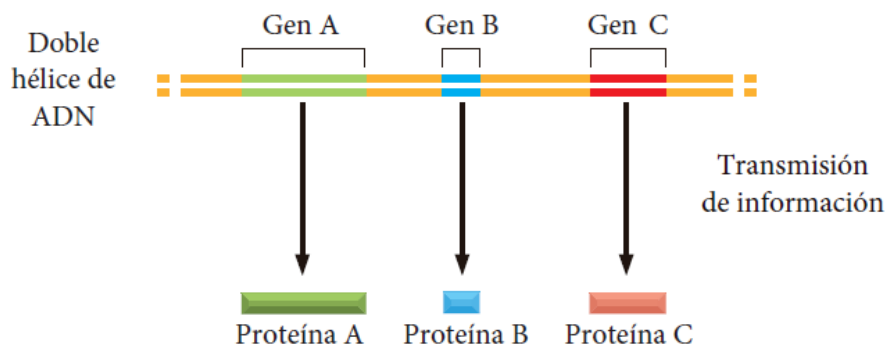 Gen A
Gen B
Gen C
Doble
hélice de
ADN
Transmisión
de información
Proteína A
Proteína B
Proteína C